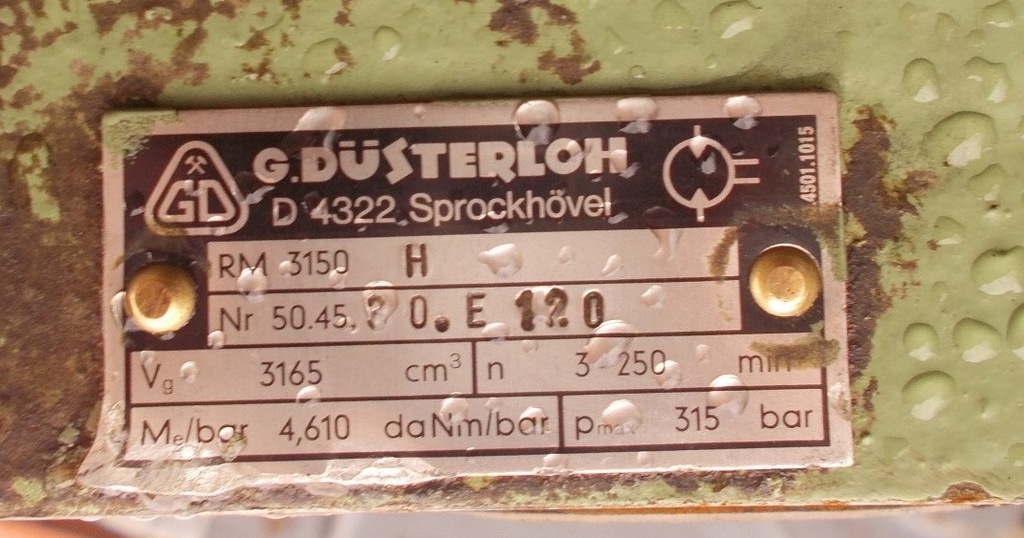 GD
G.DÜSTERLOH
D 4322 Sprockhövel
4501.1015
RM 3150 H
Nr 50.45. 0.E 120
Vg 3165 cm³ n 3 250 min
Me/bar 4,610 daNm/bar pmax 315 bar